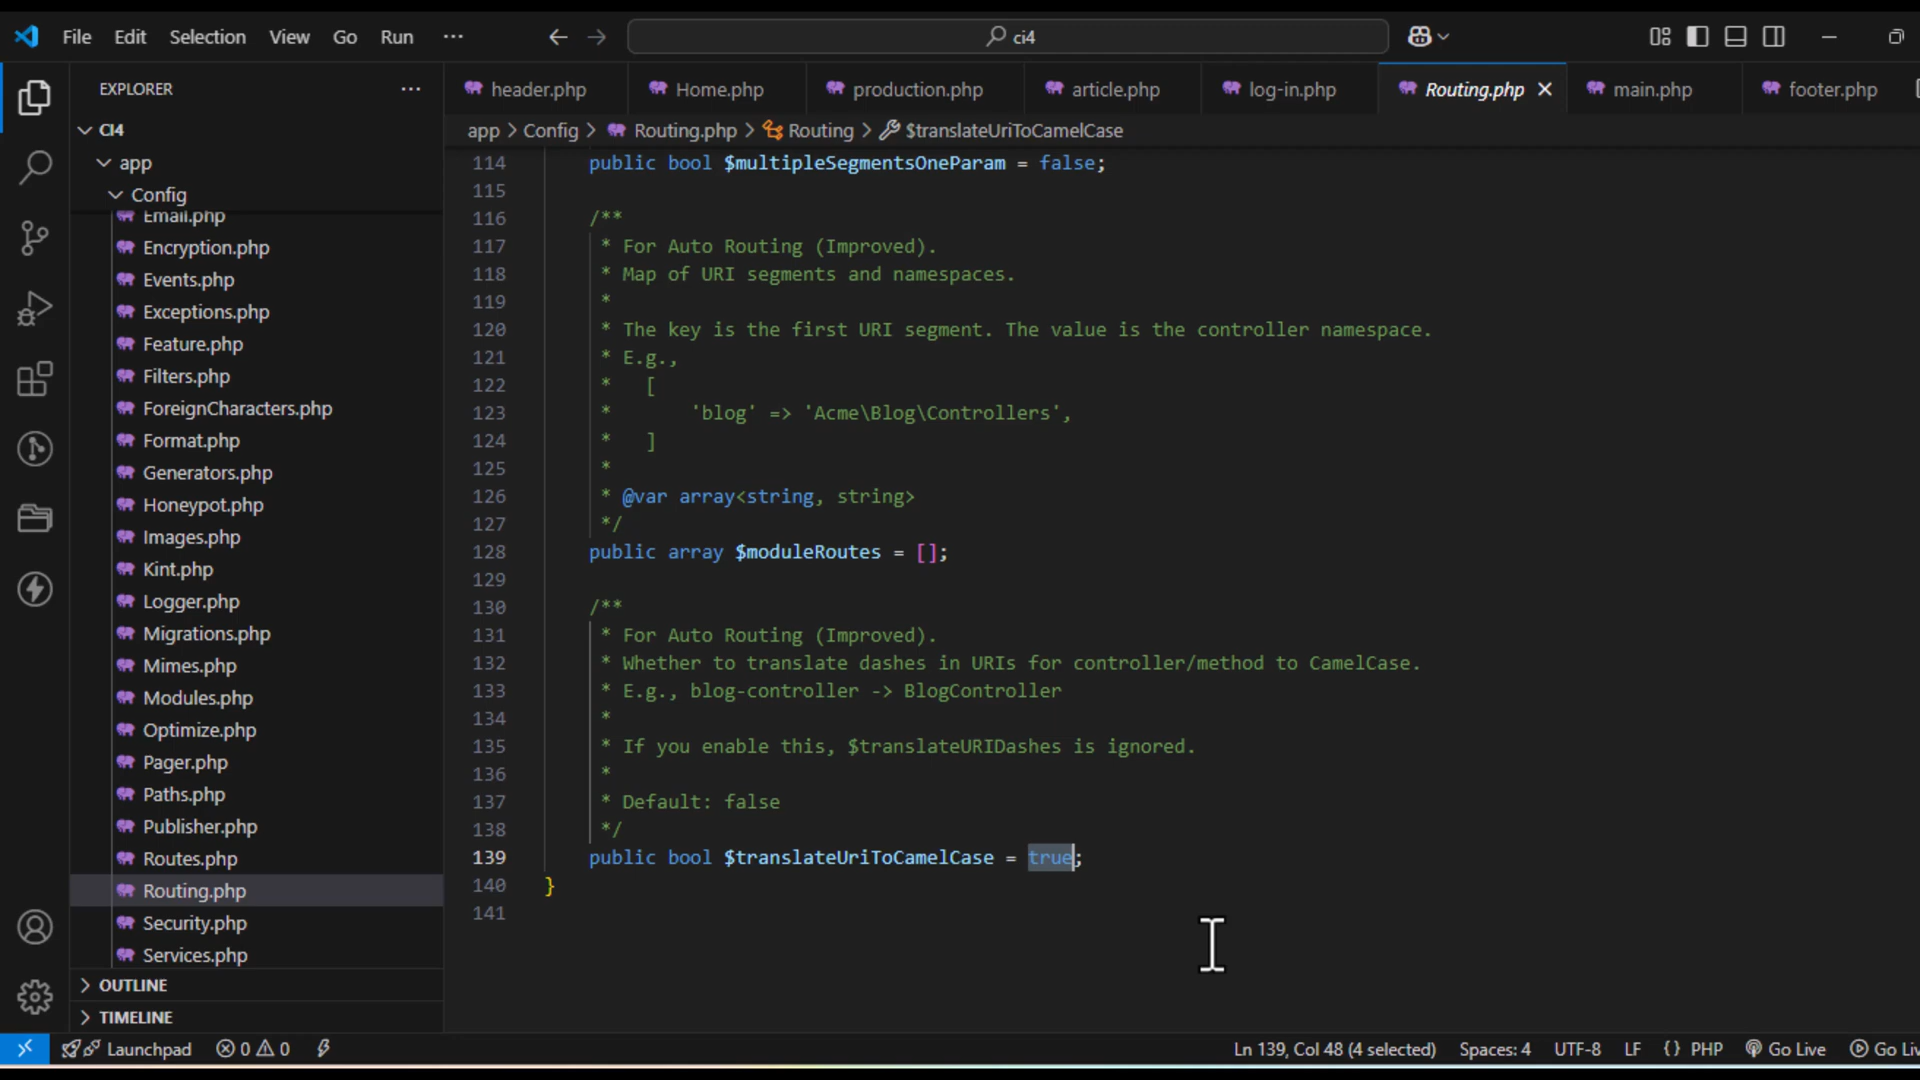 File Edit Selection View Go Run ···
ci4
EXPLORER ···
header.php Home.php production.php article.php log-in.php Routing.php main.php footer.php
app > Config > Routing.php > Routing > $translateUriToCamelCase
CI4
app
Config
Email.php
Encryption.php
Events.php
Exceptions.php
Feature.php
Filters.php
ForeignCharacters.php
Format.php
Generators.php
Honeypot.php
Images.php
Kint.php
Logger.php
Migrations.php
Mimes.php
Modules.php
Optimize.php
Pager.php
Paths.php
Publisher.php
Routes.php
Routing.php
Security.php
Services.php
OUTLINE
TIMELINE
114 public bool $multipleSegmentsOneParam = false;
115
116 /**
117 * For Auto Routing (Improved).
118 * Map of URI segments and namespaces.
119 *
120 * The key is the first URI segment. The value is the controller namespace.
121 * E.g.,
122 * [
123 * 'blog' => 'Acme\Blog\Controllers',
124 * ]
125 *
126 * @var array<string, string>
127 */
128 public array $moduleRoutes = [];
129
130 /**
131 * For Auto Routing (Improved).
132 * Whether to translate dashes in URIs for controller/method to CamelCase.
133 * E.g., blog-controller -> BlogController
134 *
135 * If you enable this, $translateURIDashes is ignored.
136 *
137 * Default: false
138 */
139 public bool $translateUriToCamelCase = true;
140 }
141
Launchpad 0 0 Ln 139, Col 48 (4 selected) Spaces: 4 UTF-8 LF {} PHP Go Live